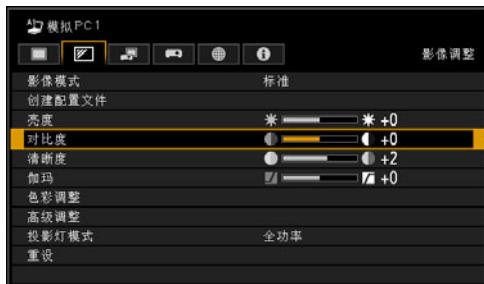 模拟PC1
影像调整
影像模式 标准
创建配置文件
亮度 +0
对比度 +0
清晰度 +2
伽玛 +0
色彩调整
高级调整
投影灯模式 全功率
重设